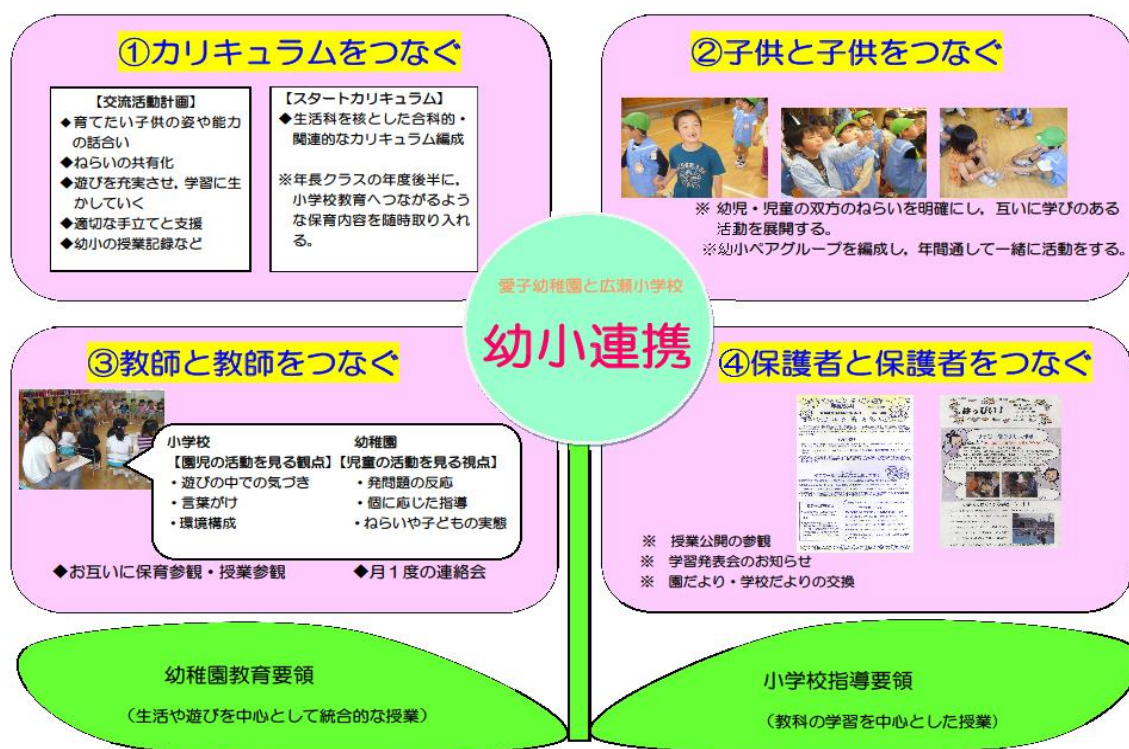 ①カリキュラムをつなぐ
【交流活動計画】
◆育てたい子供の姿や能力
の話合い
◆ねらいの共有化
◆遊びを充実させ，学習に生
かしていく
◆適切な手立てと支援
◆幼小の授業記録など
【スタートカリキュラム】
◆生活科を核とした合科的・
関連的なカリキュラム編成
※年長クラスの年度後半に，
小学校教育へつながるような
保育内容を随時取り入れ
る。
②子供と子供をつなぐ
※ 幼児・児童の双方のねらいを明確にし，互いに学びのある
活動を展開する。
※幼小ペアグループを編成し，年間通して一緒に活動をする。
愛子幼稚園と広瀬小学校
幼小連携
③教師と教師をつなぐ
小学校
【園児の活動を見る観点】
・遊びの中での気づき
・言葉がけ
・環境構成
幼稚園
【児童の活動を見る視点】
・発問題の反応
・個に応じた指導
・ねらいや子どもの実態
◆お互いに保育参観・授業参観
◆月１度の連絡会
④保護者と保護者をつなぐ
はっぴい！
※ 授業公開の参観
※ 学習発表会のお知らせ
※ 園だより・学校だよりの交換
幼稚園教育要領
（生活や遊びを中心として統合的な授業）
小学校指導要領
（教科の学習を中心とした授業）